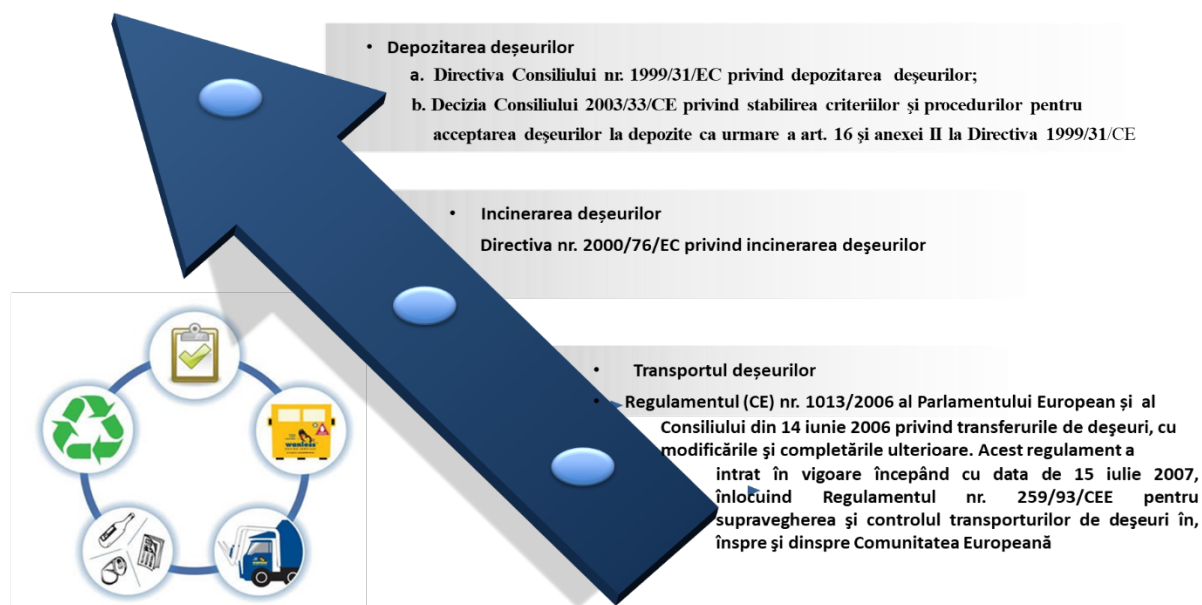 • Depozitarea deșeurilor
a. Directiva Consiliului nr. 1999/31/EC privind depozitarea deşeurilor;
b. Decizia Consiliului 2003/33/CE privind stabilirea criteriilor şi procedurilor pentru
acceptarea deşeurilor la depozite ca urmare a art. 16 şi anexei II la Directiva 1999/31/CE
• Incinerarea deșeurilor
Directiva nr. 2000/76/EC privind incinerarea deşeurilor
• Transportul deșeurilor
• Regulamentul (CE) nr. 1013/2006 al Parlamentului European și al
Consiliului din 14 iunie 2006 privind transferurile de deşeuri, cu
modificările şi completările ulterioare. Acest regulament a
intrat în vigoare începând cu data de 15 iulie 2007,
înlocuind Regulamentul nr. 259/93/CEE pentru
supravegherea şi controlul transporturilor de deşeuri în,
înspre şi dinspre Comunitatea Europeană
wanless